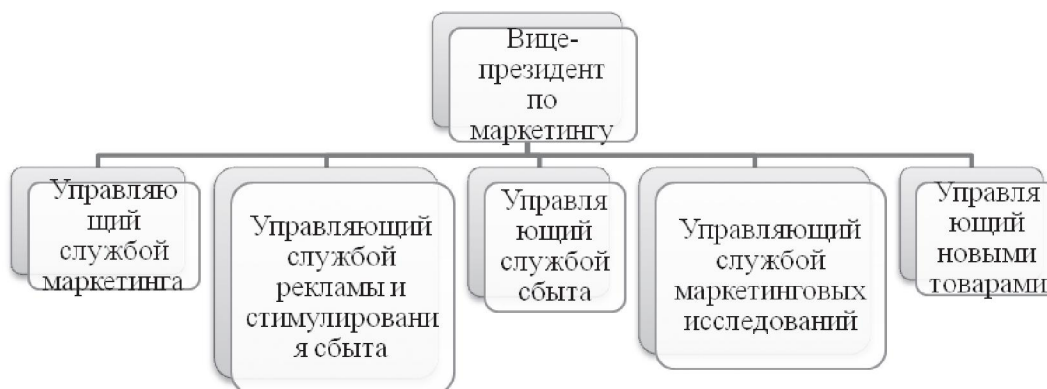 Вице-
президент
по
маркетингу
Управляю
щий
службой
маркетинга
Управляющий
службой
рекламы и
стимулировани
я сбыта
Управля
ющий
службой
сбыта
Управляющий
службой
маркетинговых
исследований
Управля
ющий
новыми
товарами